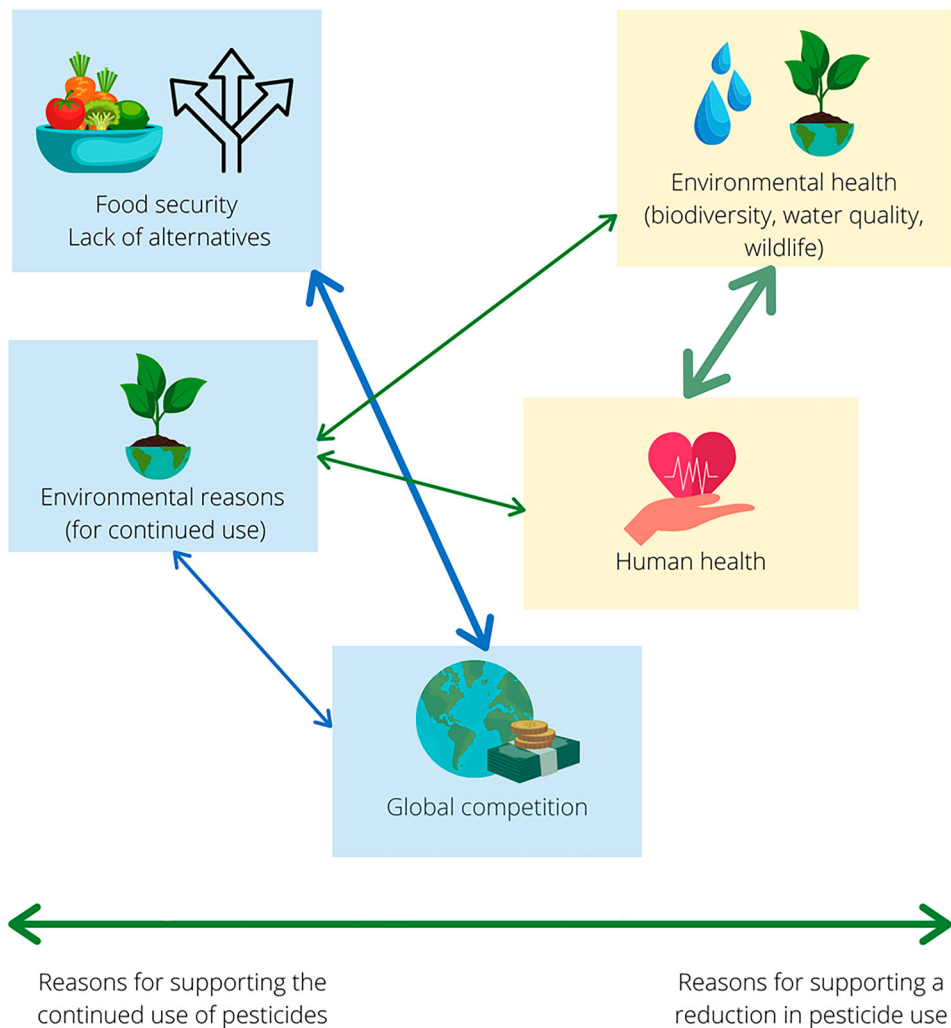 Food security
Lack of alternatives
Environmental health
(biodiversity, water quality,
wildlife)
Environmental reasons
(for continued use)
Human health
Global competition
Reasons for supporting the
continued use of pesticides
Reasons for supporting a
reduction in pesticide use